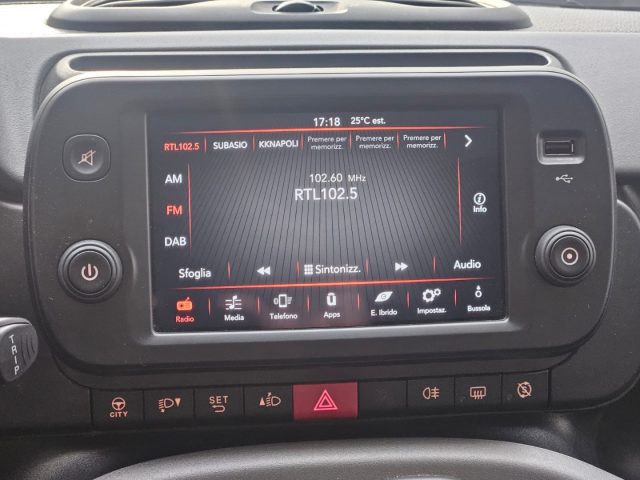 17:18 25°C est.
RTL102.5 SUBASIO KKNAPOLI Premere per memorizz. Premere per memorizz. Premere per memorizz.
AM
102.60 MHz
RTL102.5
FM
Info
DAB
Sfoglia Sintonizz. Audio
Radio Media Telefono Apps E. Ibrido Impostaz. Bussola
TRIP
CITY SET